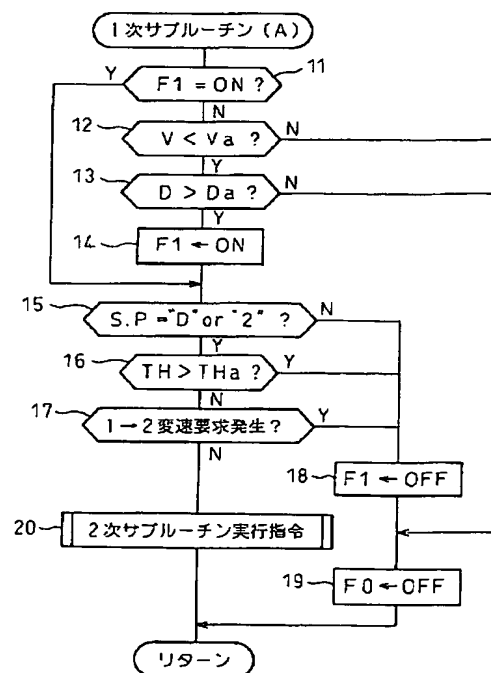 1次サブルーチン(A)
11
Y
F1=ON ?
N
12
V < Va ?
N
Y
13
D > Da ?
N
Y
14
F1 ← ON
15
S.P="D" or "2" ?
N
Y
16
TH > THa ?
Y
N
17
1→2変速要求発生?
Y
N
18
F1 ← OFF
20
2次サブルーチン実行指令
19
F0 ← OFF
リターン